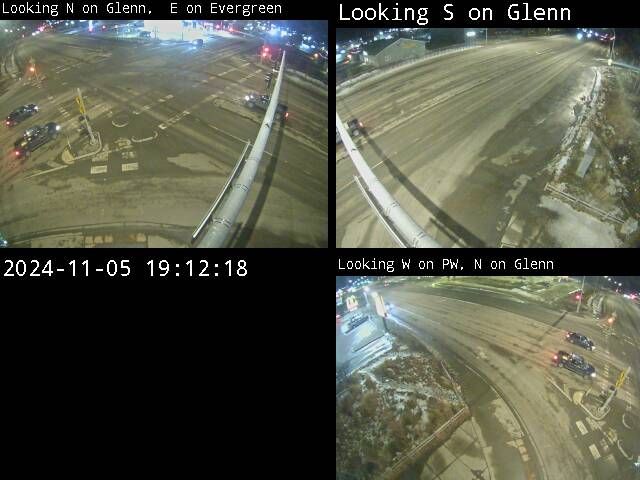 Looking N on Glenn,  E on Evergreen
Looking S on Glenn
2024-11-05 19:12:18
Looking W on PW, N on Glenn